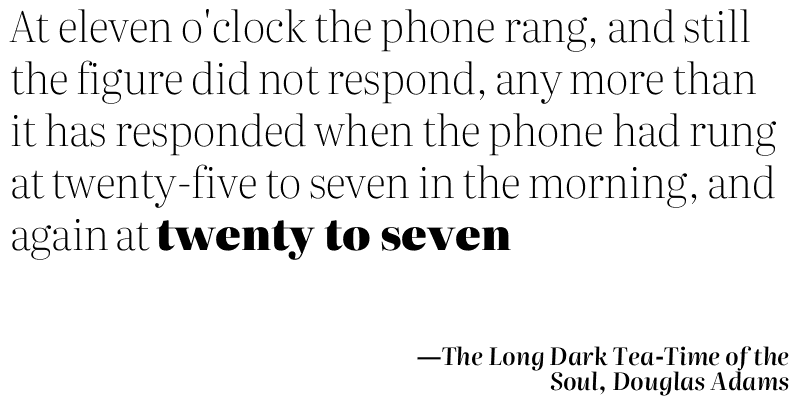 At eleven o'clock the phone rang, and still
the figure did not respond, any more than
it has responded when the phone had rung
at twenty-five to seven in the morning, and
again at twenty to seven
—The Long Dark Tea-Time of the
Soul, Douglas Adams